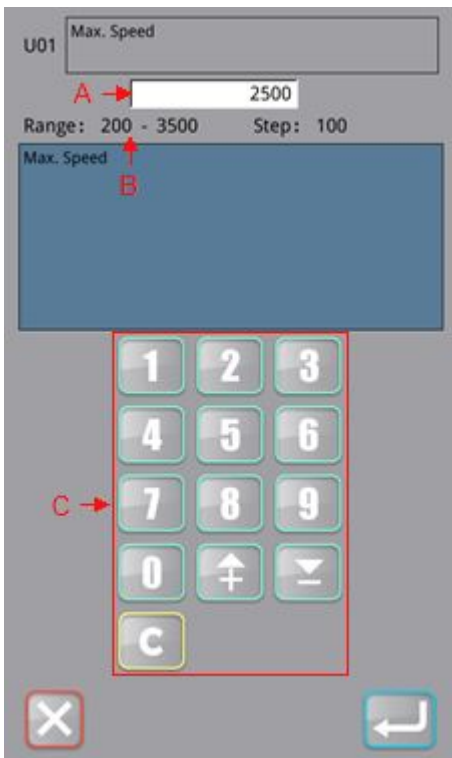 U01 Max. Speed
A 2500
Range: 200 - 3500 Step: 100
Max. Speed
B
1 2 3
4 5 6
C 7 8 9
0 + −
C